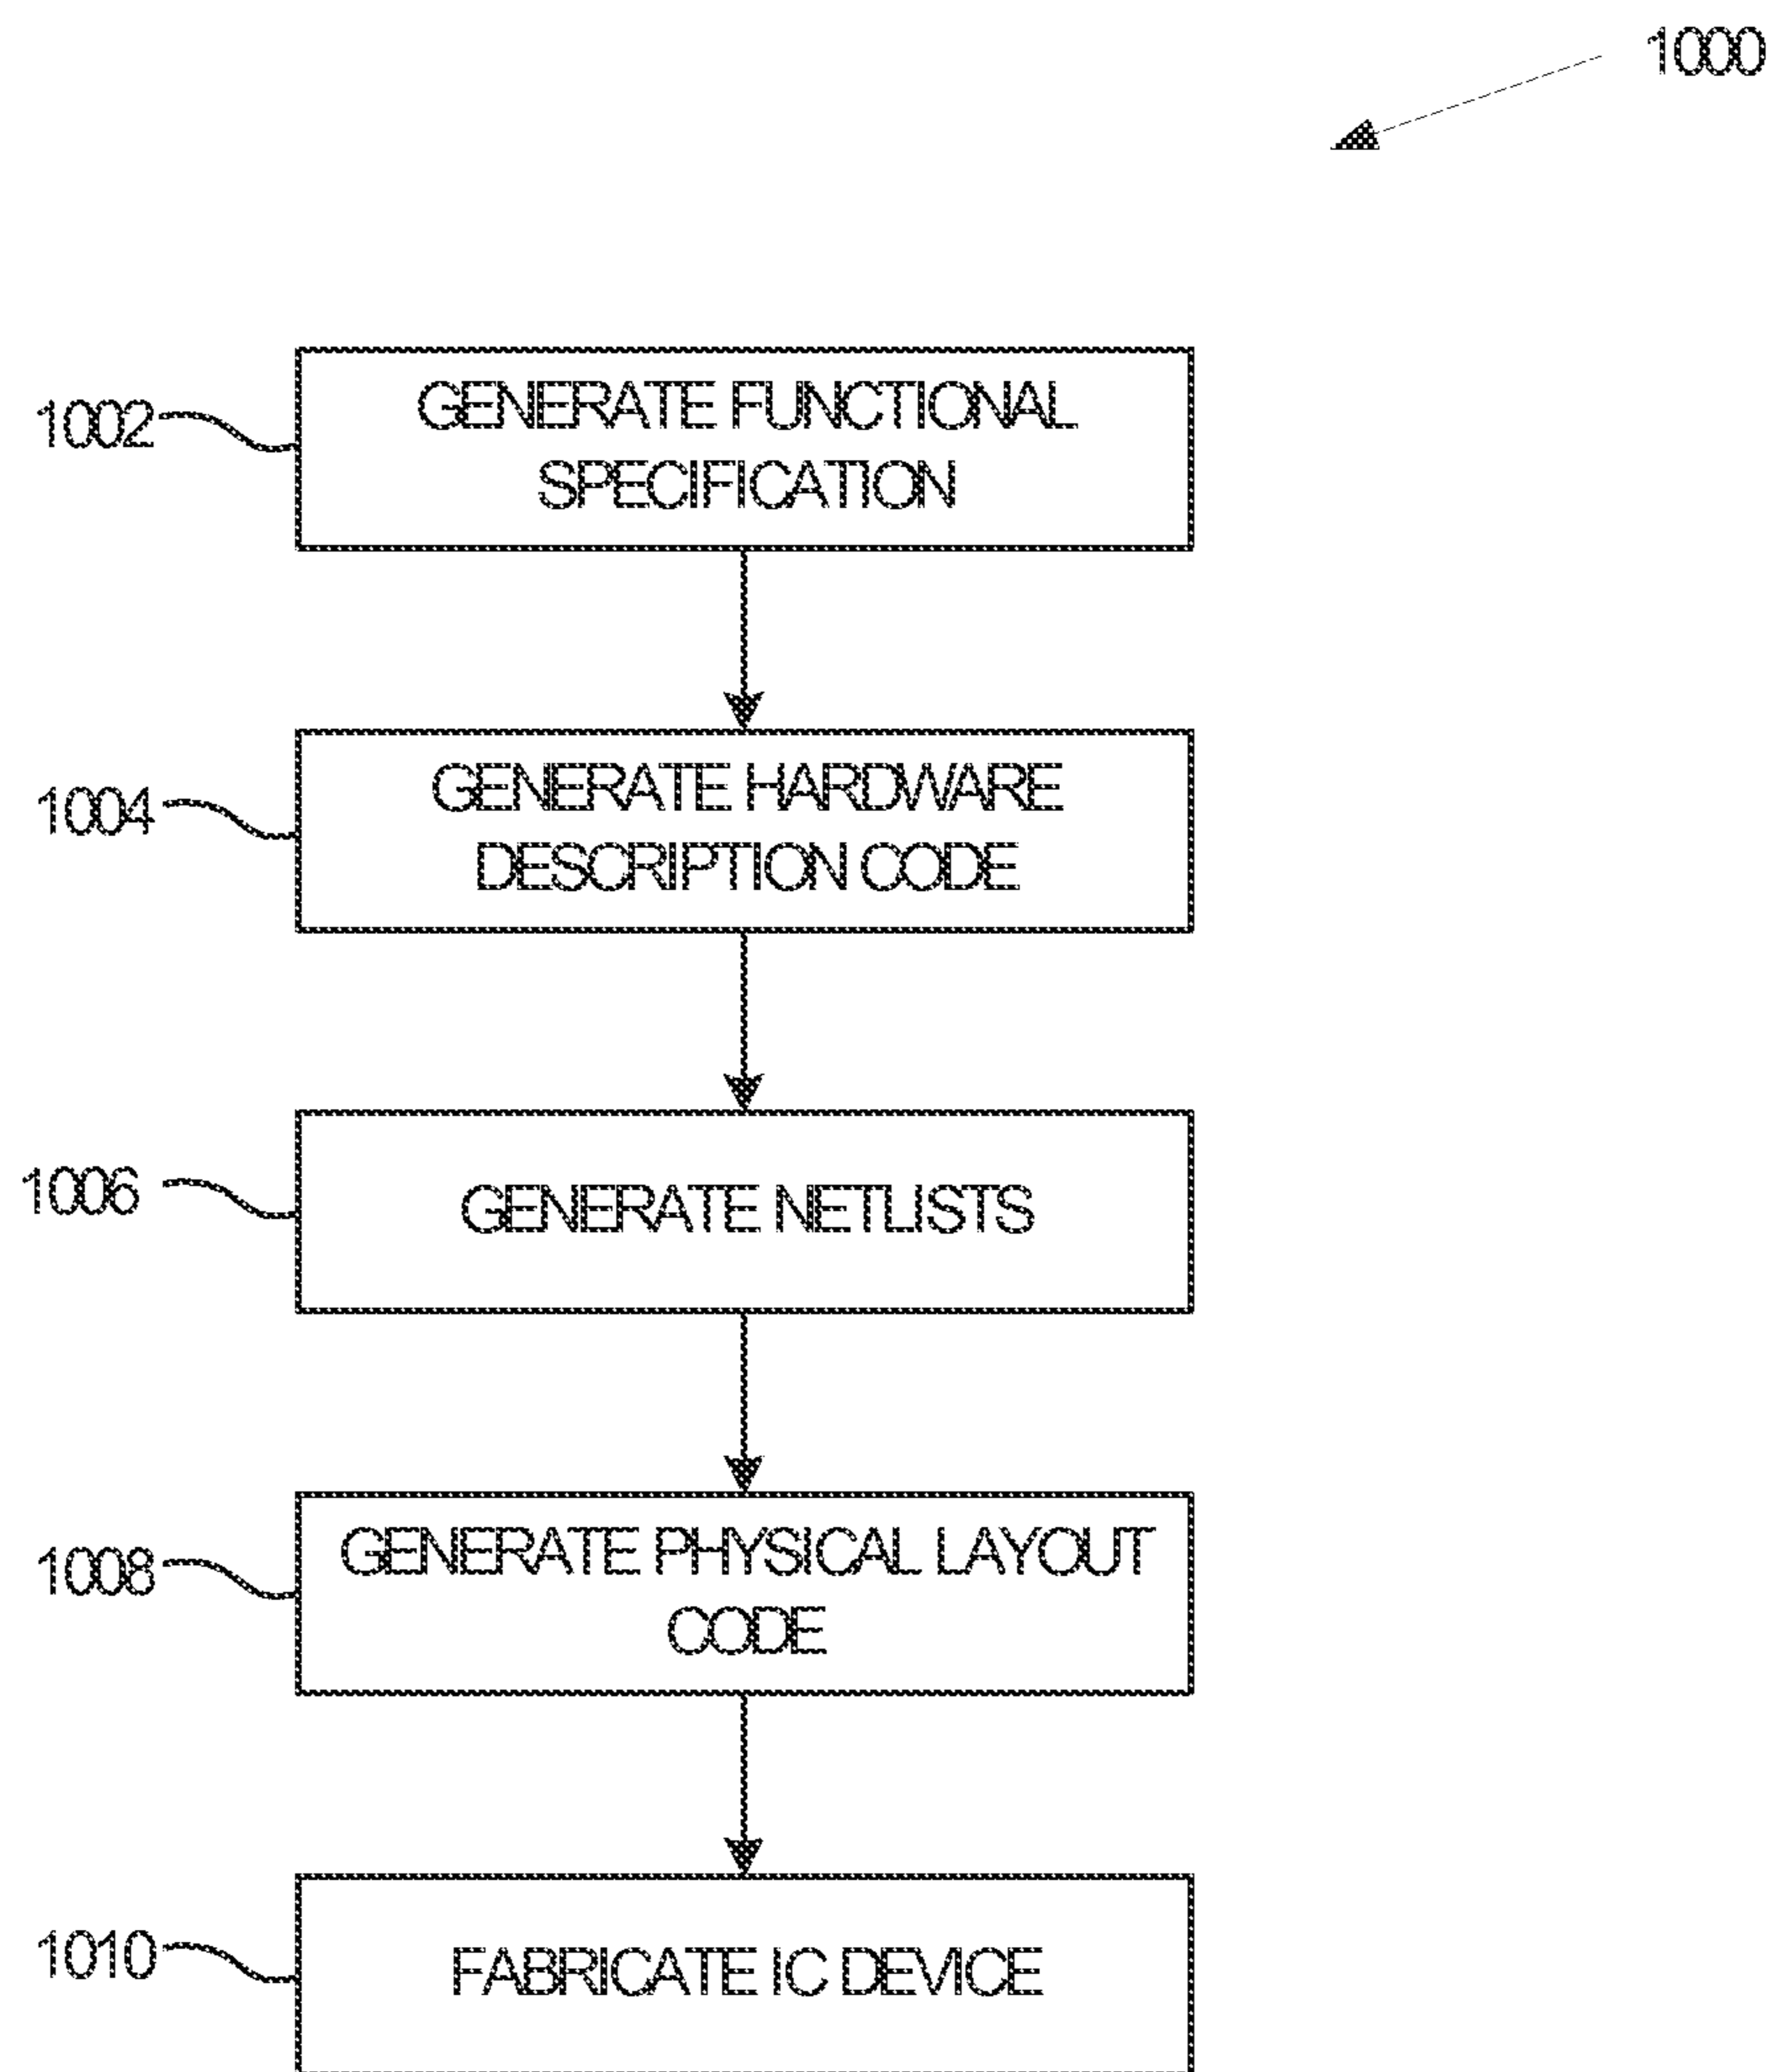 1000
1002
GENERATE FUNCTIONAL
SPECIFICATION
1004
GENERATE HARDWARE
DESCRIPTION CODE
1006
GENERATE NETLISTS
1008
GENERATE PHYSICAL LAYOUT
CODE
1010
FABRICATE IC DEVICE